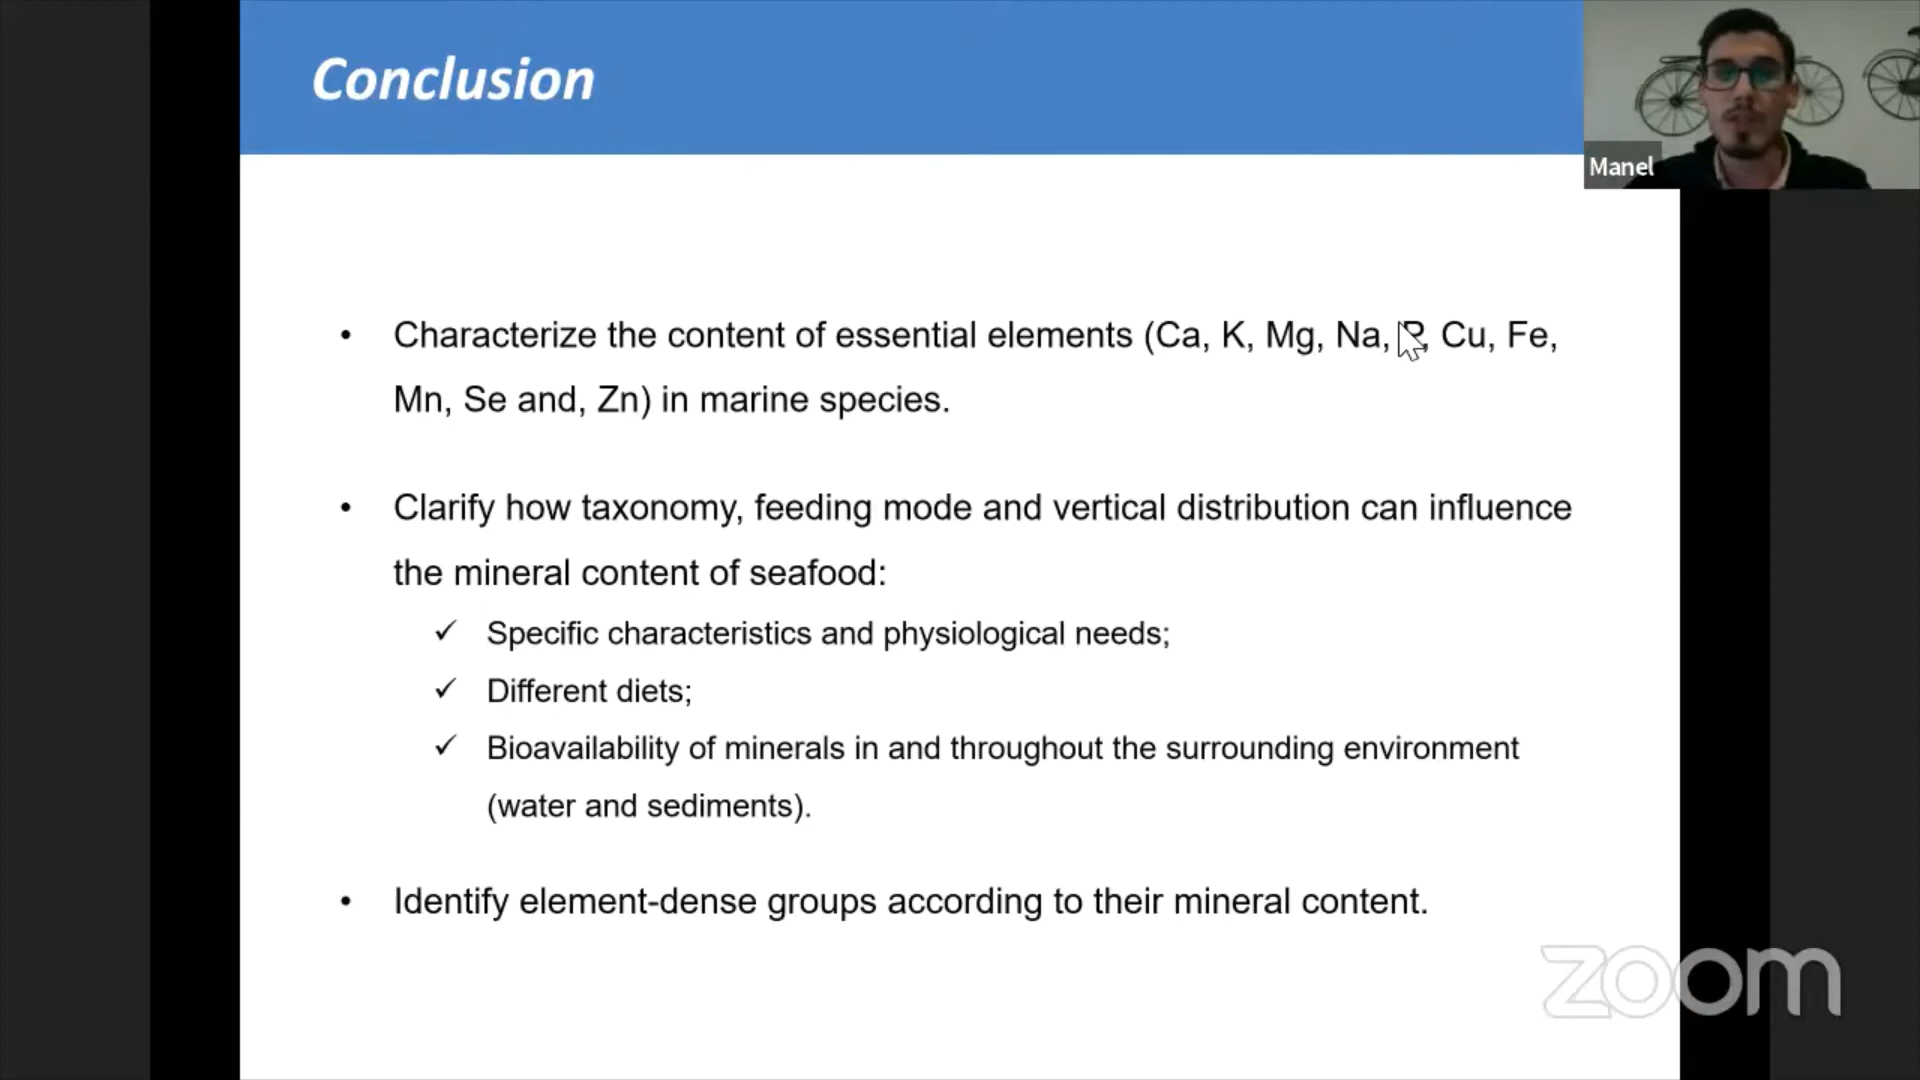 Conclusion
Manel
• Characterize the content of essential elements (Ca, K, Mg, Na, P, Cu, Fe,
Mn, Se and, Zn) in marine species.
• Clarify how taxonomy, feeding mode and vertical distribution can influence
the mineral content of seafood:
✓ Specific characteristics and physiological needs;
✓ Different diets;
✓ Bioavailability of minerals in and throughout the surrounding environment
(water and sediments).
• Identify element-dense groups according to their mineral content.
zoom